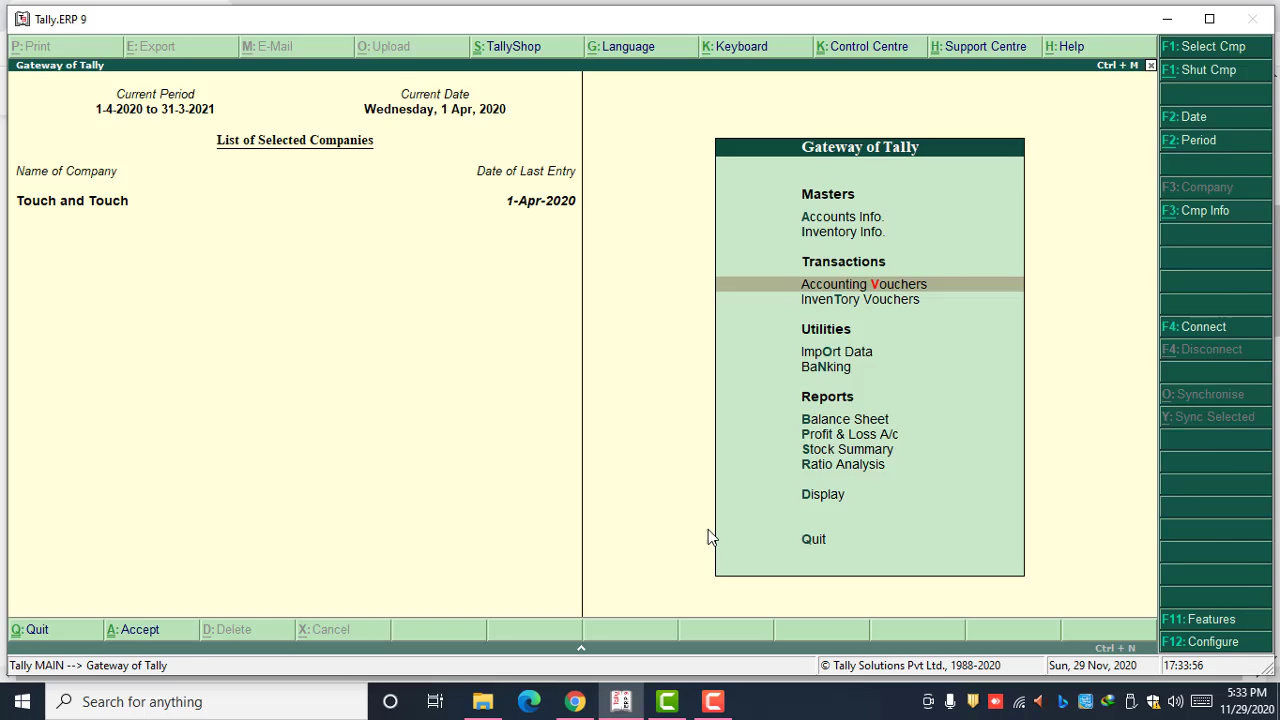 Tally.ERP 9
P: Print
E: Export
M: E-Mail
O: Upload
S: TallyShop
G: Language
K: Keyboard
K: Control Centre
H: Support Centre
H: Help
Gateway of Tally
Ctrl + M
Current Period
1-4-2020 to 31-3-2021
Current Date
Wednesday, 1 Apr, 2020
List of Selected Companies
Name of Company
Date of Last Entry
Touch and Touch
1-Apr-2020
Gateway of Tally
Masters
Accounts Info.
Inventory Info.
Transactions
Accounting Vouchers
InvenTory Vouchers
Utilities
ImpOrt Data
BaNking
Reports
Balance Sheet
Profit & Loss A/c
Stock Summary
Ratio Analysis
Display
Quit
F1: Select Cmp
F1: Shut Cmp
F2: Date
F2: Period
F3: Company
F3: Cmp Info
F4: Connect
F4: Disconnect
O: Synchronise
Y: Sync Selected
F11: Features
F12: Configure
Q: Quit
A: Accept
D: Delete
X: Cancel
Ctrl + N
Tally MAIN --> Gateway of Tally
© Tally Solutions Pvt Ltd., 1988-2020
Sun, 29 Nov, 2020
17:33:56
Search for anything
5:33 PM
11/29/2020